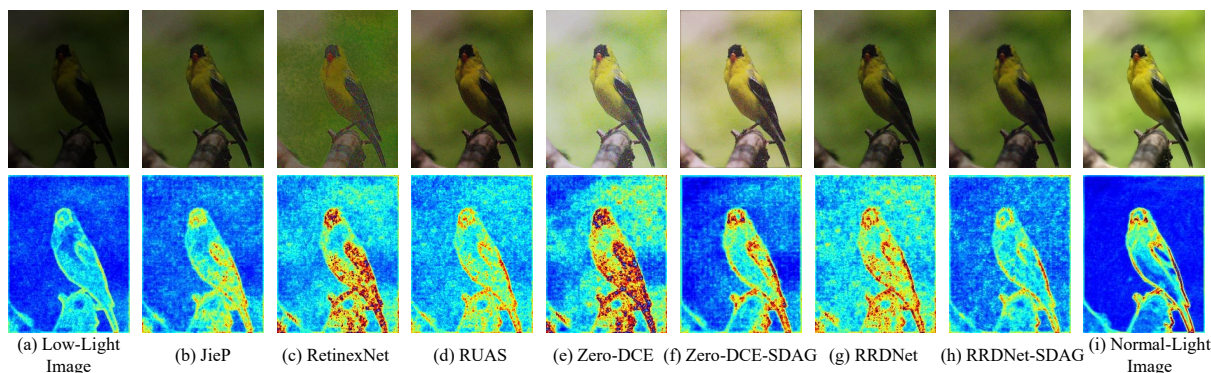 (a) Low-Light
Image
(b) JieP
(c) RetinexNet
(d) RUAS
(e) Zero-DCE
(f) Zero-DCE-SDAG
(g) RRDNet
(h) RRDNet-SDAG
(i) Normal-Light
Image